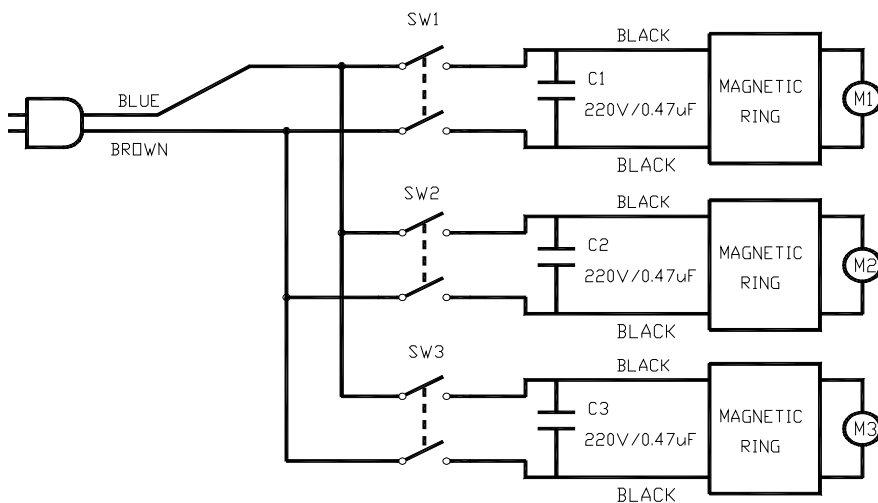 SW1
BLACK
BLUE
BROWN
C1
220V/0.47uF
MAGNETIC
RING
M1
BLACK
SW2
BLACK
C2
220V/0.47uF
MAGNETIC
RING
M2
BLACK
SW3
BLACK
C3
220V/0.47uF
MAGNETIC
RING
M3
BLACK